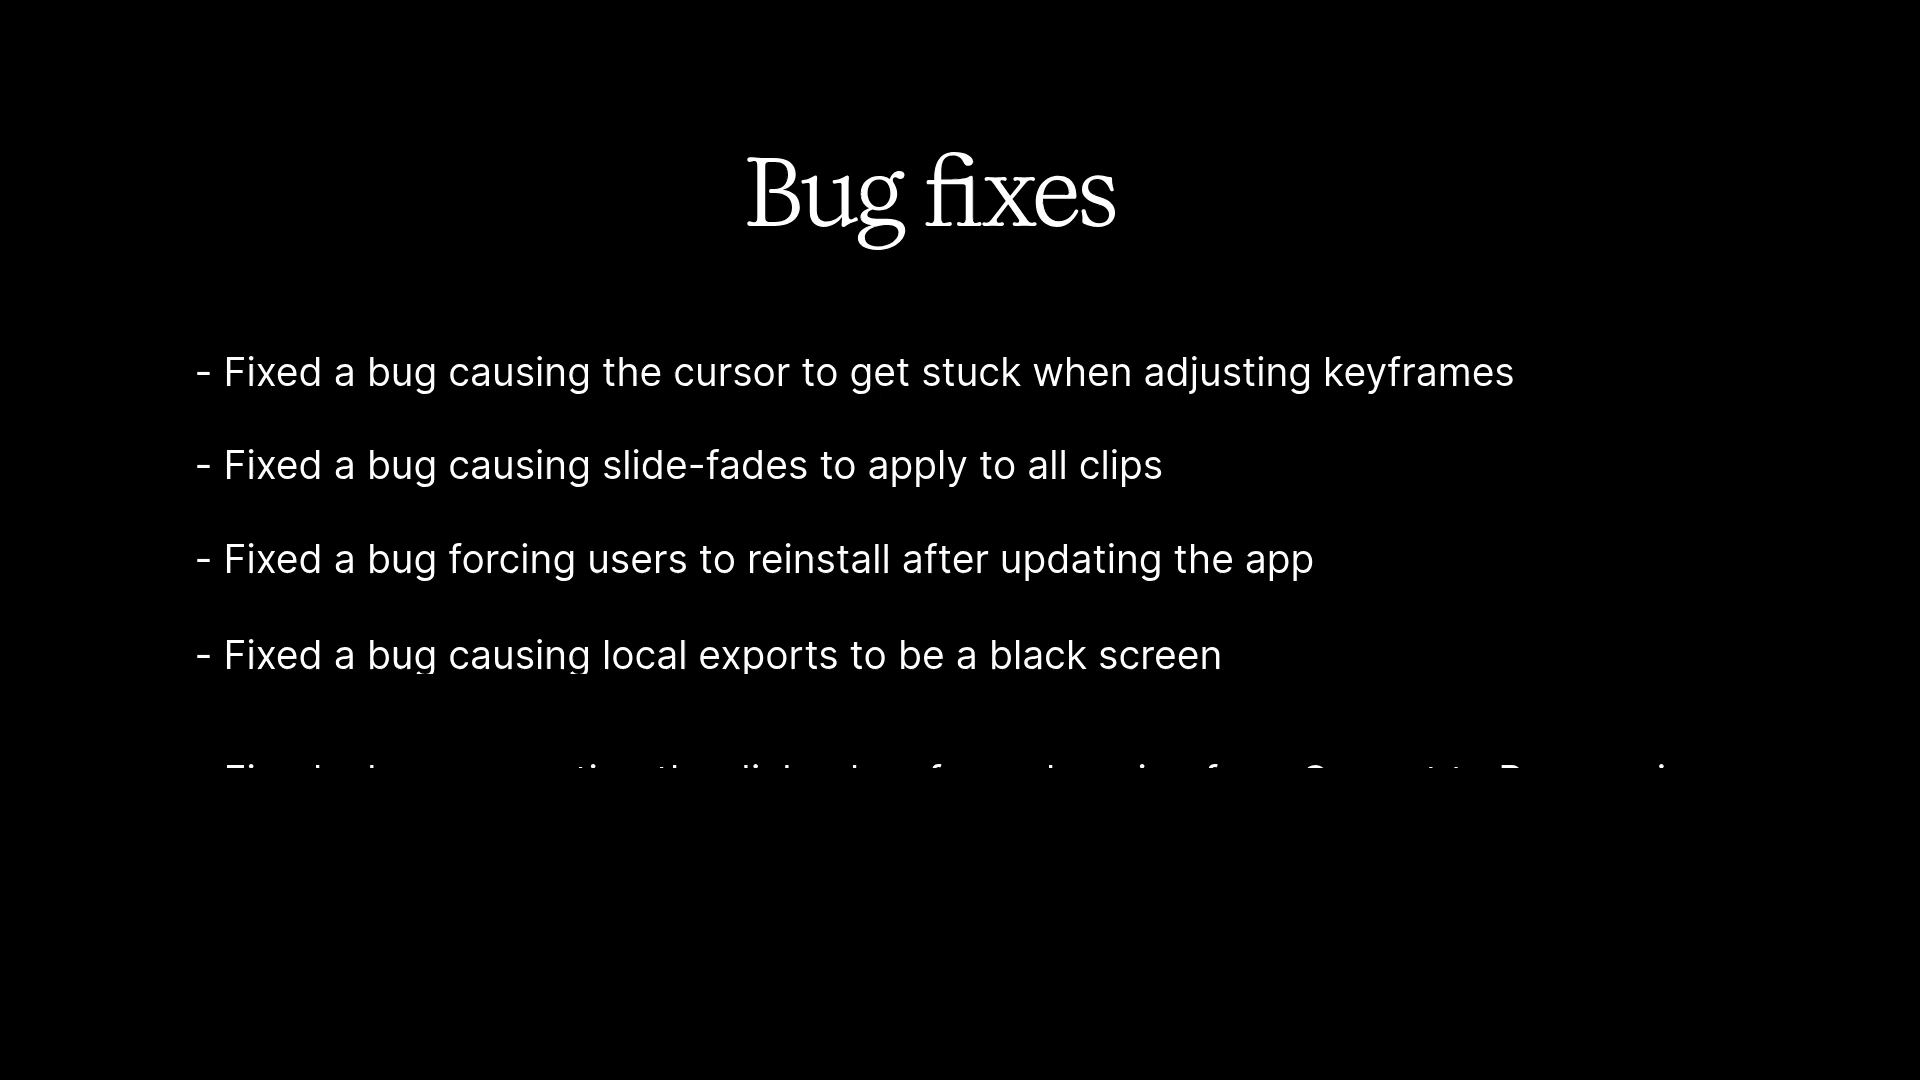 Bug fixes
- Fixed a bug causing the cursor to get stuck when adjusting keyframes
- Fixed a bug causing slide-fades to apply to all clips
- Fixed a bug forcing users to reinstall after updating the app
- Fixed a bug causing local exports to be a black screen